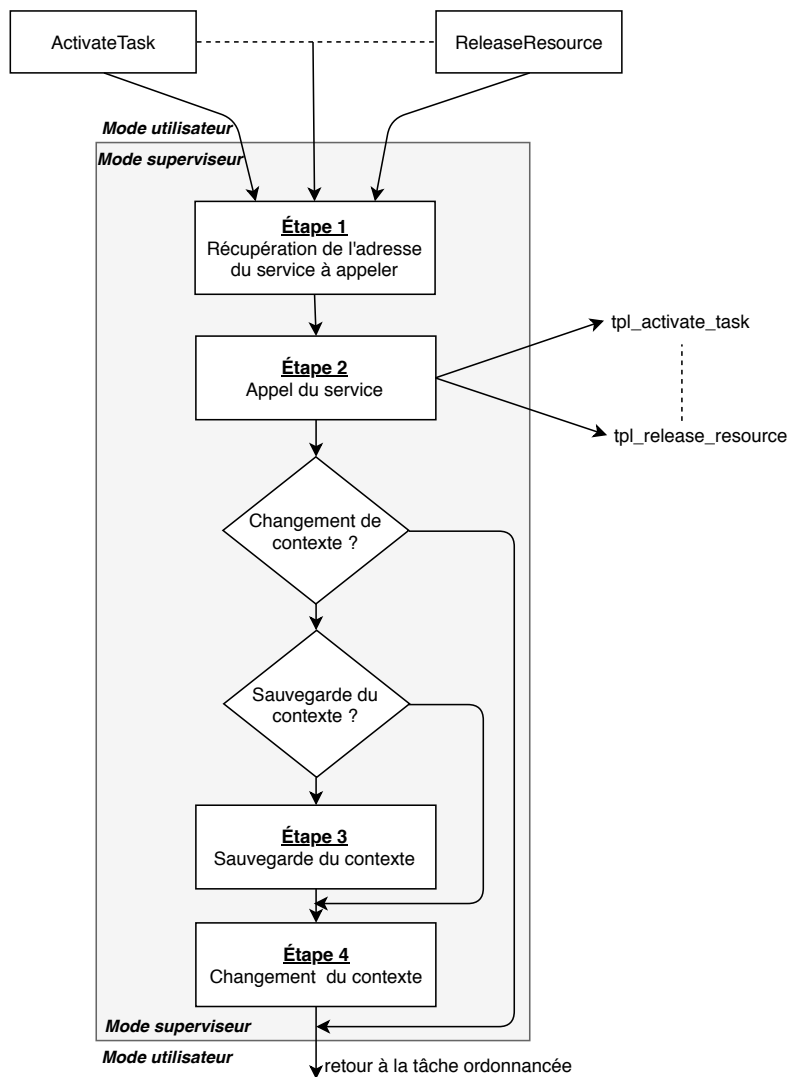 ActivateTask
ReleaseResource
Mode utilisateur
Mode superviseur
Étape 1
Récupération de l'adresse
du service à appeler
Étape 2
Appel du service
tpl_activate_task
tpl_release_resource
Changement de
contexte ?
Sauvegarde du
contexte ?
Étape 3
Sauvegarde du contexte
Étape 4
Changement  du contexte
Mode superviseur
Mode utilisateur
retour à la tâche ordonnancée